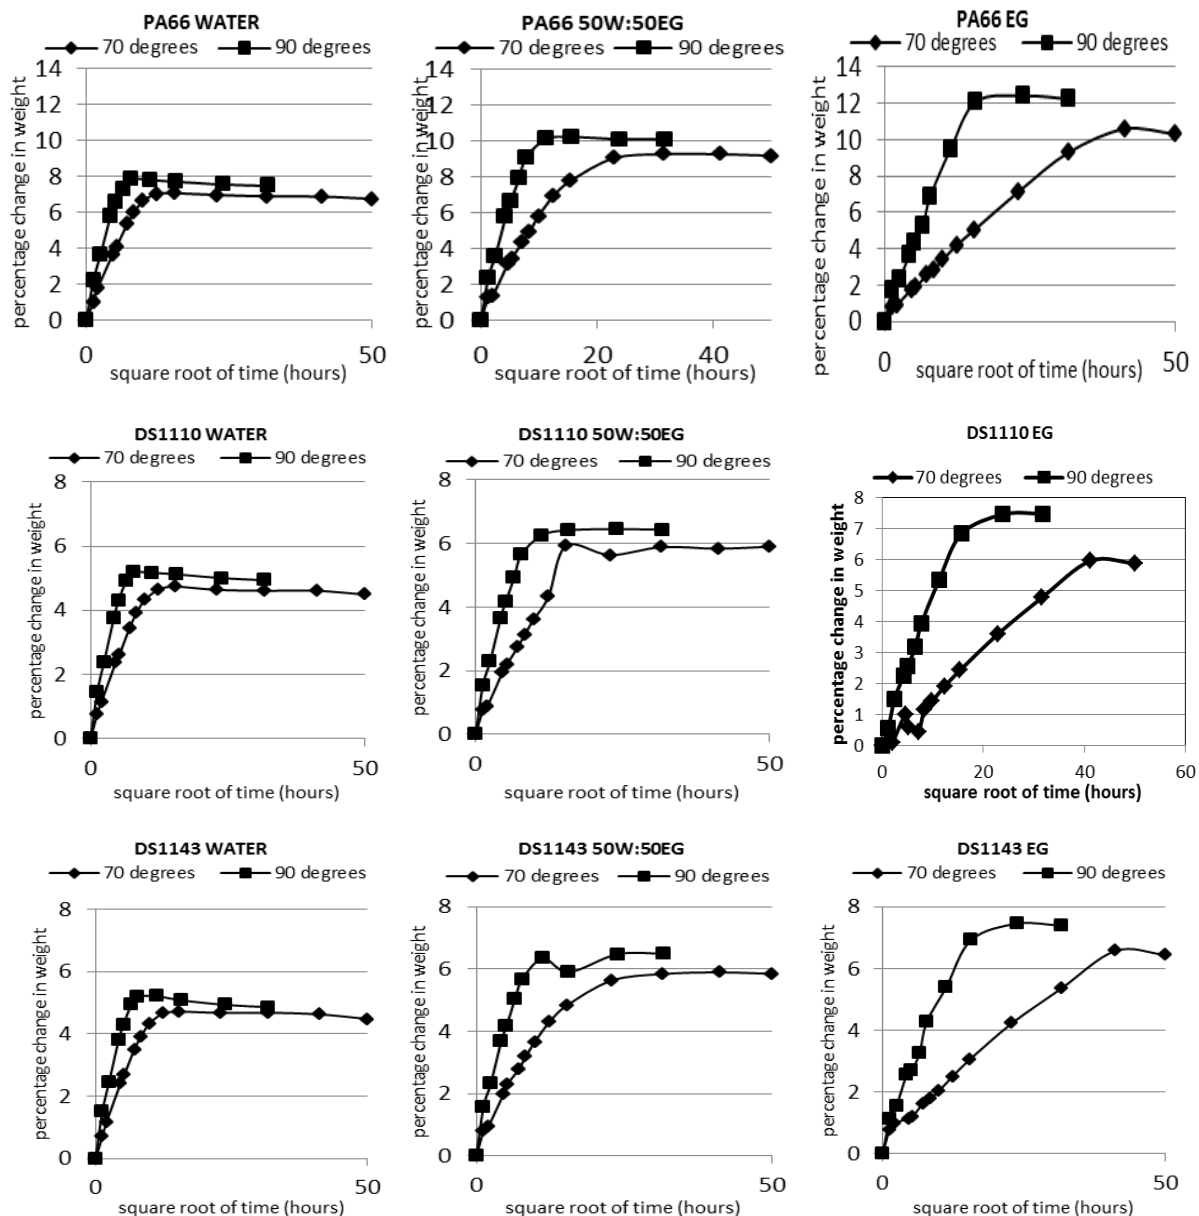 PA66 WATER
70 degrees 90 degrees
percentage change in weight
14
12
10
8
6
4
2
0
0 50
square root of time (hours)
PA66 50W:50EG
70 degrees 90 degrees
percentage change in weight
14
12
10
8
6
4
2
0
0 20 40
square root of time (hours)
PA66 EG
70 degrees 90 degrees
percentage change in weight
14
12
10
8
6
4
2
0
0 50
square root of time (hours)
DS1110 WATER
70 degrees 90 degrees
percentage change in weight
8
6
4
2
0
0 50
square root of time (hours)
DS1110 50W:50EG
70 degrees 90 degrees
percentage change in weight
8
6
4
2
0
0 50
square root of time (hours)
DS1110 EG
70 degrees 90 degrees
percentage change in weight
8
7
6
5
4
3
2
1
0
0 20 40 60
square root of time (hours)
DS1143 WATER
70 degrees 90 degrees
percentage change in weight
8
6
4
2
0
0 50
square root of time (hours)
DS1143 50W:50EG
70 degrees 90 degrees
percentage change in weight
8
6
4
2
0
0 50
square root of time (hours)
DS1143 EG
70 degrees 90 degrees
percentage change in weight
8
6
4
2
0
0 50
square root of time (hours)